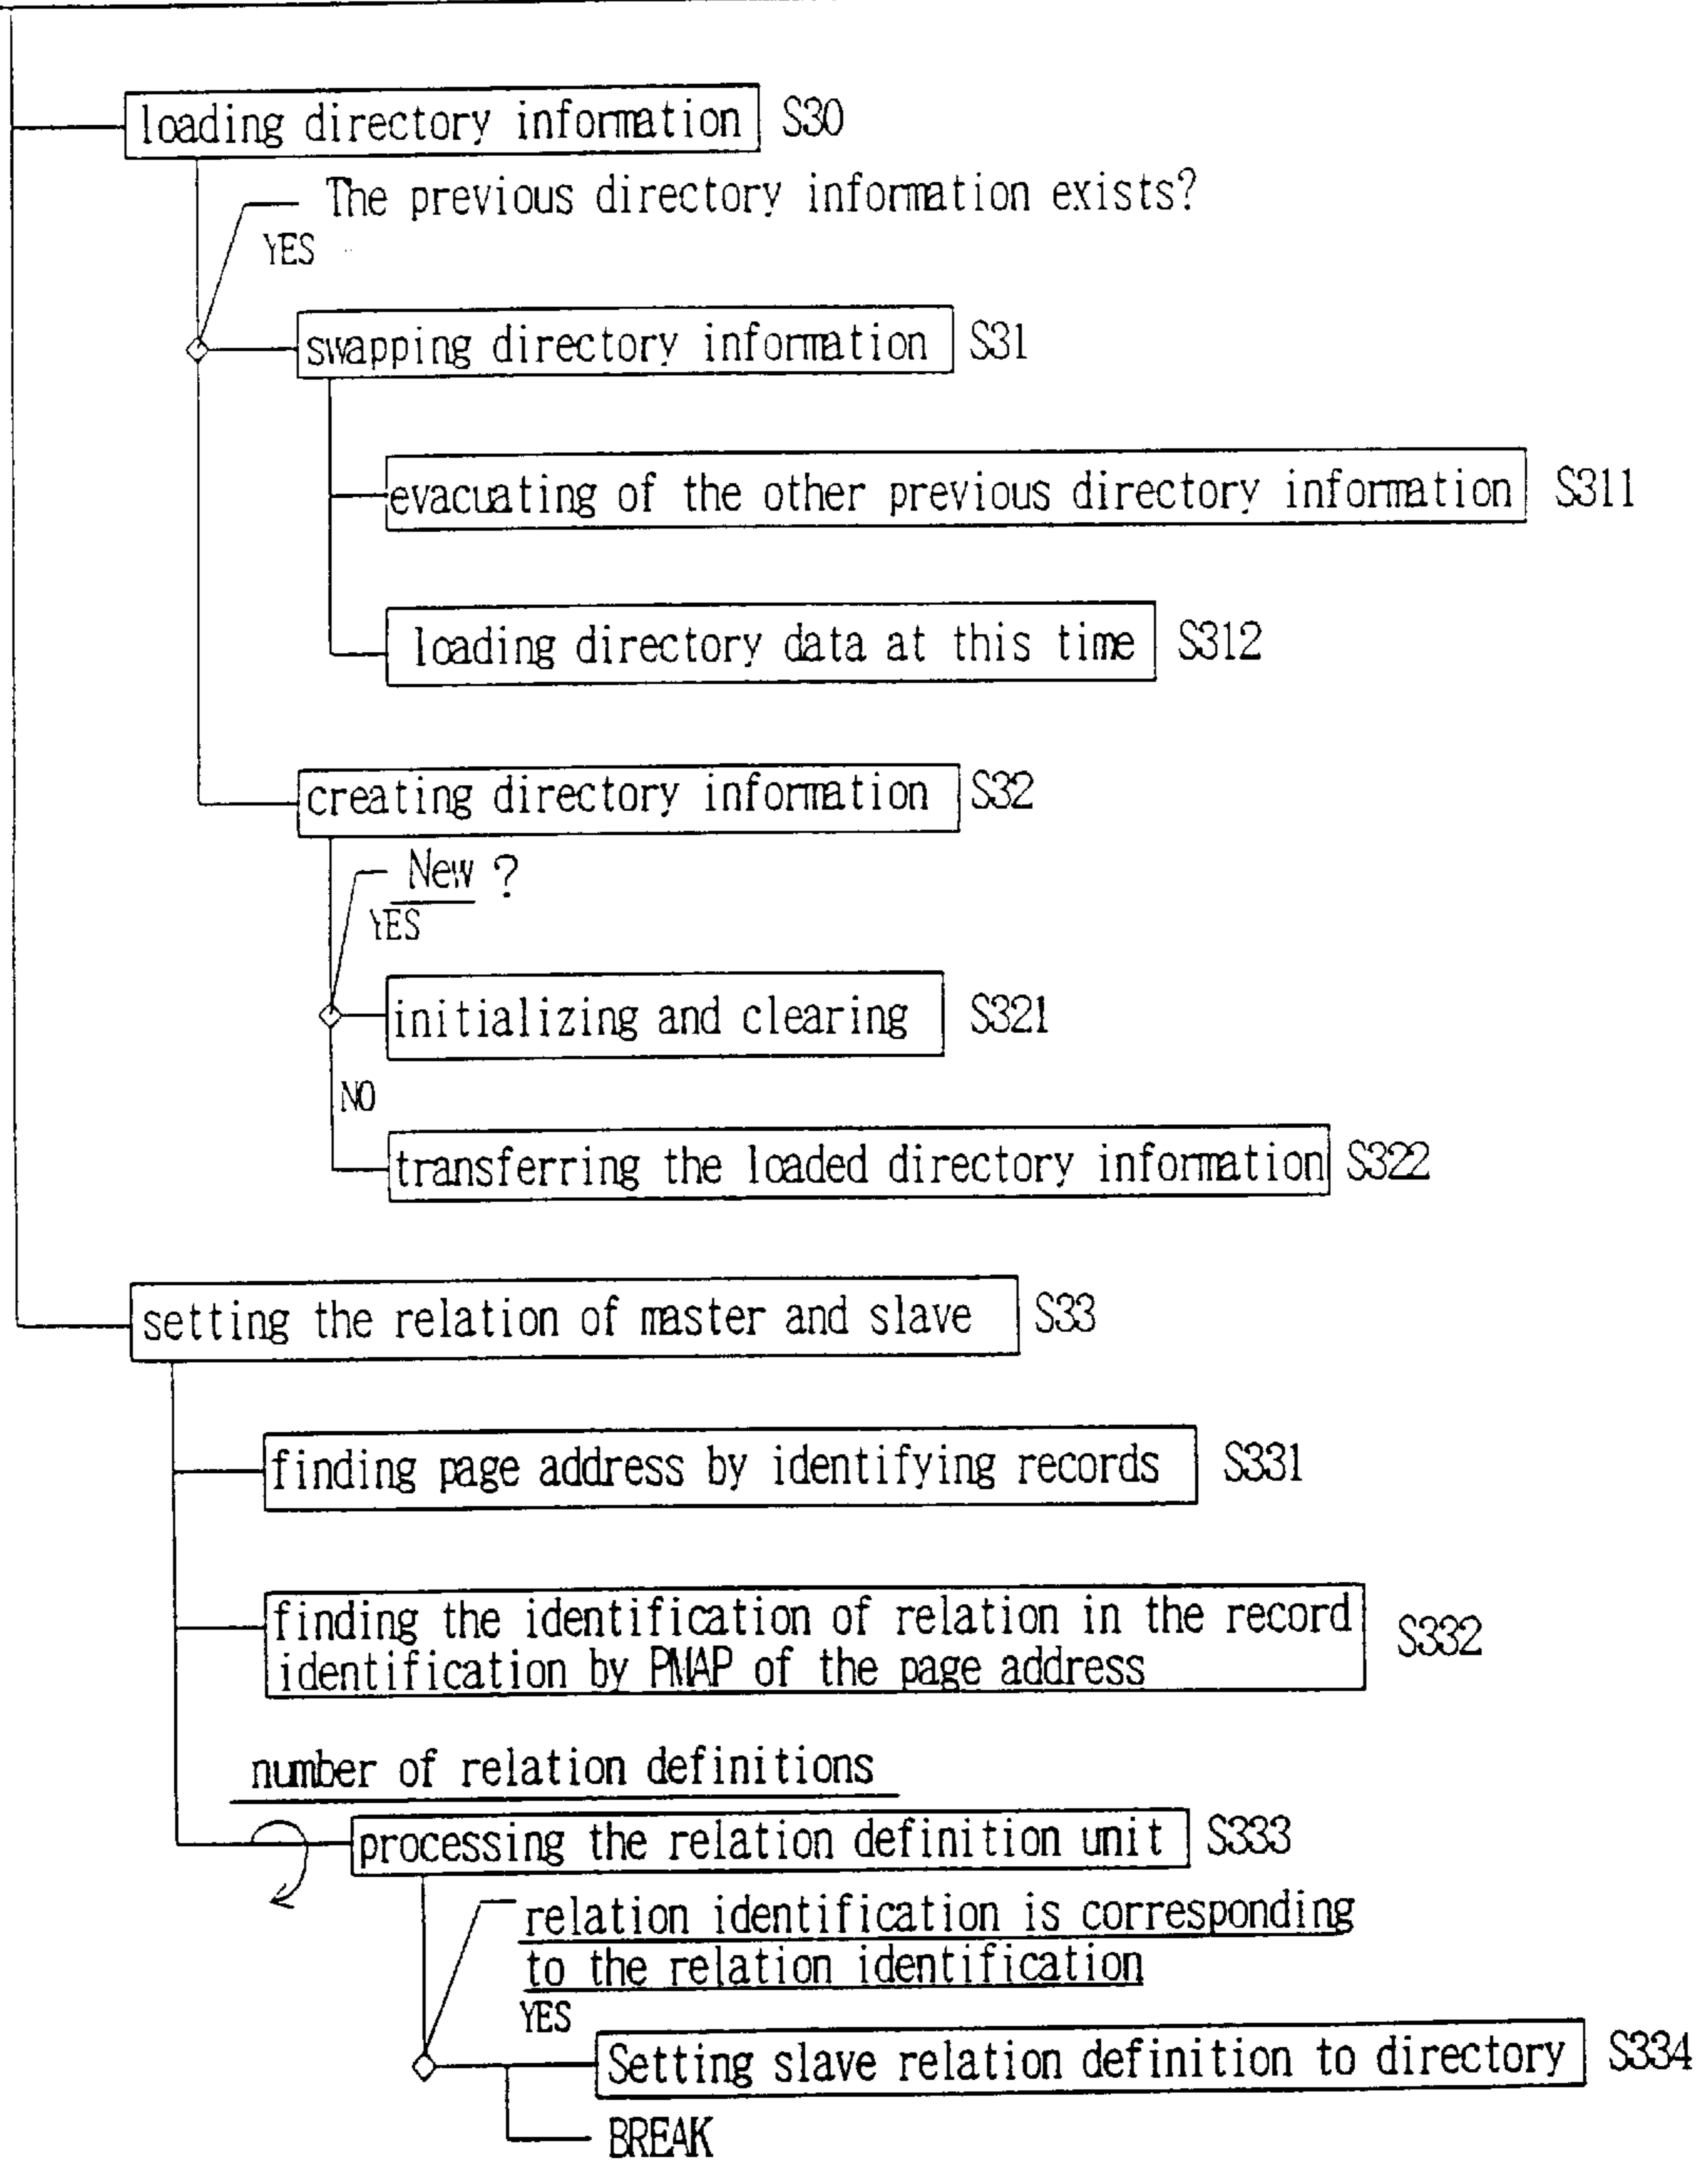 loading directory information S30
The previous directory information exists?
YES
swapping directory information S31
evacuating of the other previous directory information S311
loading directory data at this time S312
creating directory information S32
New ?
YES
initializing and clearing S321
NO
transferring the loaded directory information S322
setting the relation of master and slave S33
finding page address by identifying records S331
finding the identification of relation in the record
identification by PMAP of the page address S332
number of relation definitions
processing the relation definition unit S333
relation identification is corresponding
to the relation identification
YES
Setting slave relation definition to directory S334
BREAK